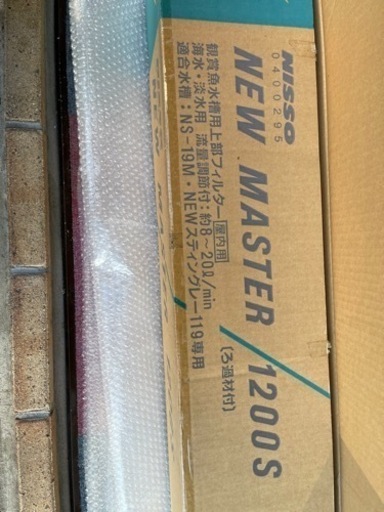 NISSO
0400295
NEW MASTER/1200S
観賞魚水槽用上部フィルター 屋内用
(ろ過材付)
海水・淡水用 流量調節付:約8~20ℓ/min
適合水槽:NS-19M・NEWスティングレー119専用